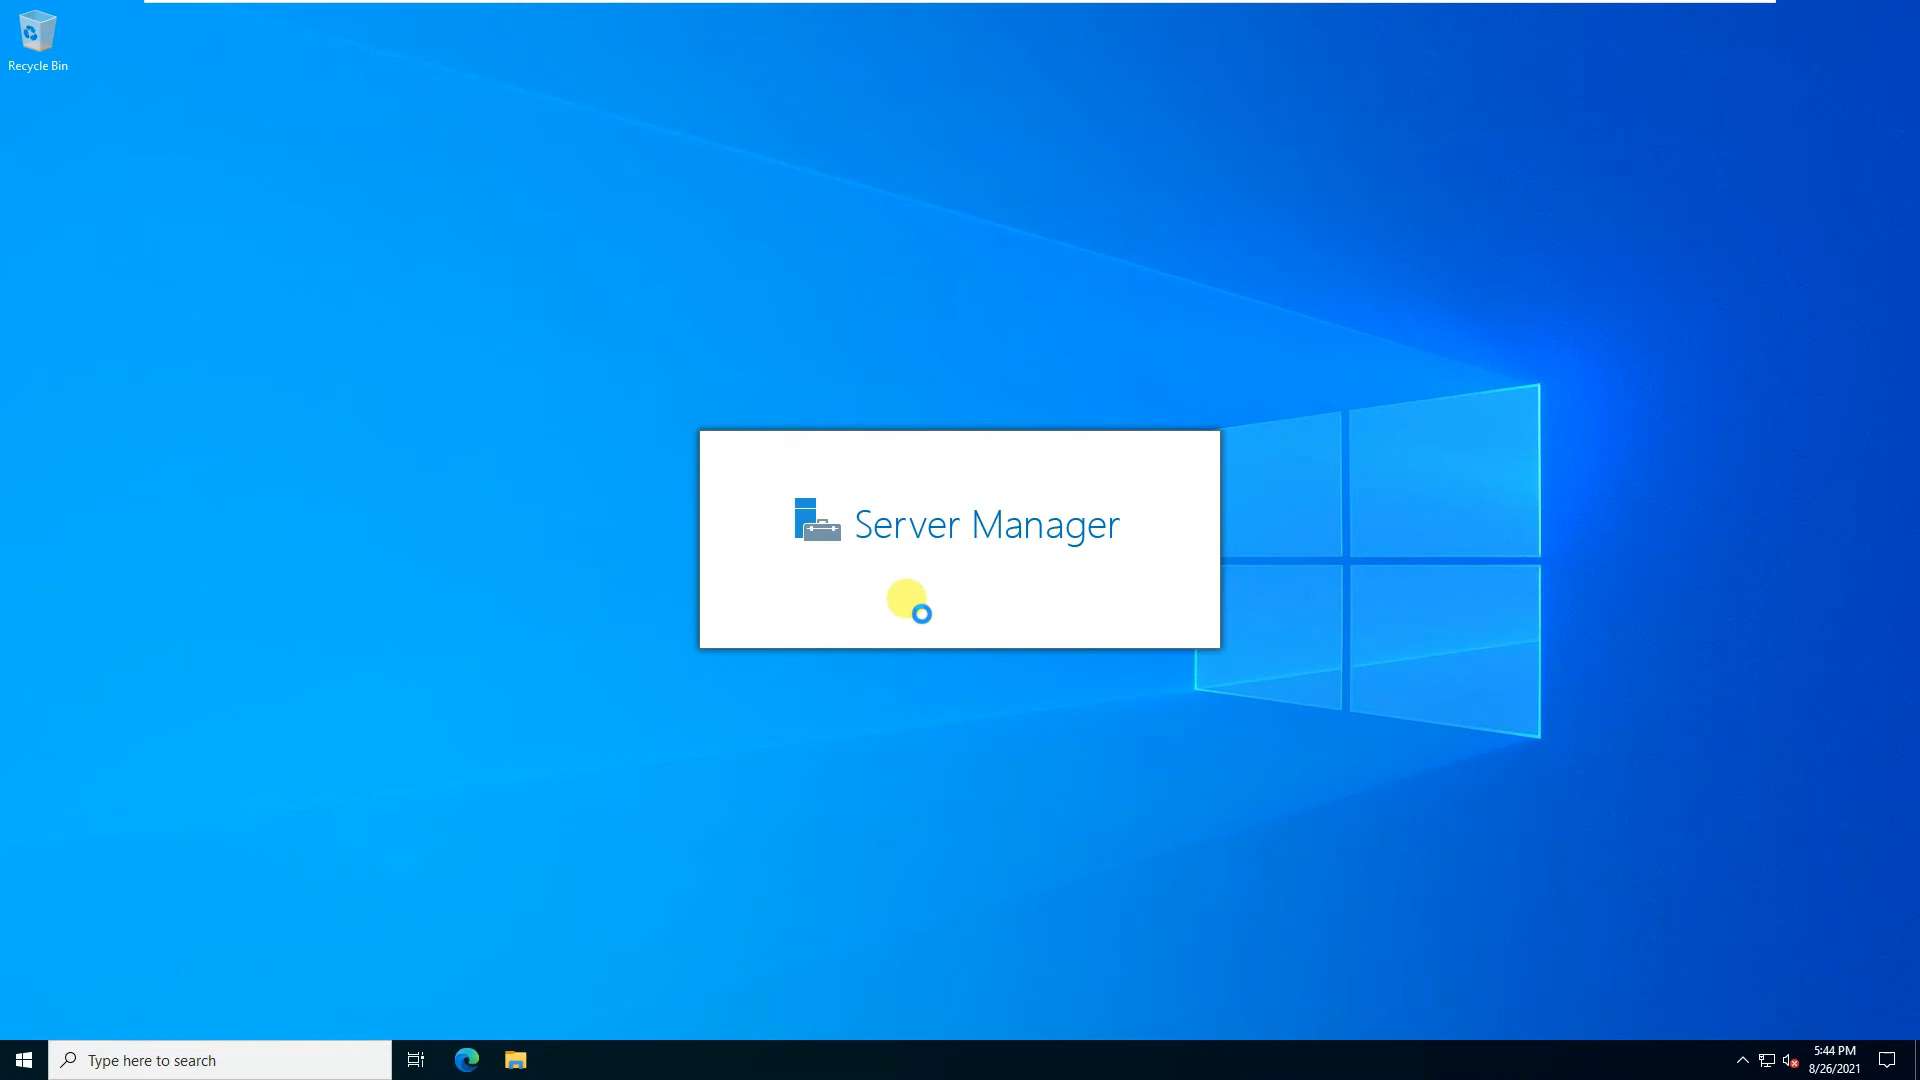 Recycle Bin
Server Manager
Type here to search
5:44 PM
8/26/2021